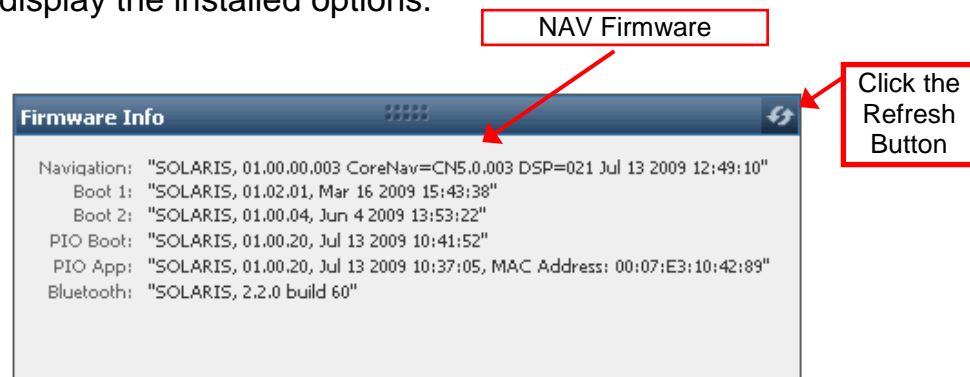 display the installed options.
NAV Firmware
Click the
Refresh
Button
Firmware Info
Navigation: "SOLARIS, 01.00.00.003 CoreNav=CN5.0.003 DSP=021 Jul 13 2009 12:49:10"
Boot 1: "SOLARIS, 01.02.01, Mar 16 2009 15:43:38"
Boot 2: "SOLARIS, 01.00.04, Jun 4 2009 13:53:22"
PIO Boot: "SOLARIS, 01.00.20, Jul 13 2009 10:41:52"
PIO App: "SOLARIS, 01.00.20, Jul 13 2009 10:37:05, MAC Address: 00:07:E3:10:42:89"
Bluetooth: "SOLARIS, 2.2.0 build 60"